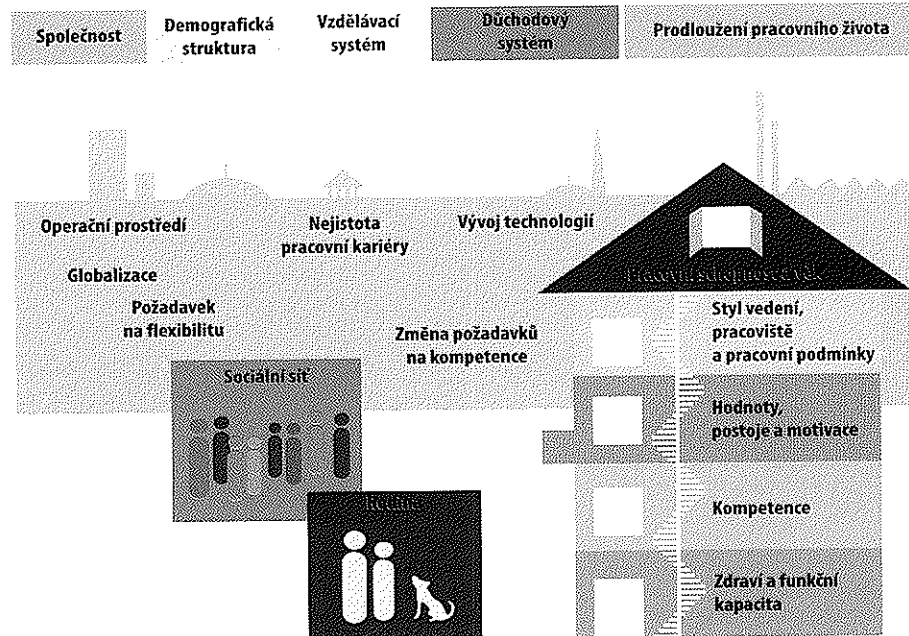 Společnost
Demografická
struktura
Vzdělávací
systém
Důchodový
systém
Prodloužení pracovního života
Operační prostředí
Nejistota
pracovní kariéry
Vývoj technologií
Globalizace
Požadavek
na flexibilitu
Změna požadavků
na kompetence
Styl vedení,
pracoviště
a pracovní podmínky
Sociální síť
Hodnoty,
postoje a motivace
Rodina
Kompetence
Zdraví a funkční
kapacita